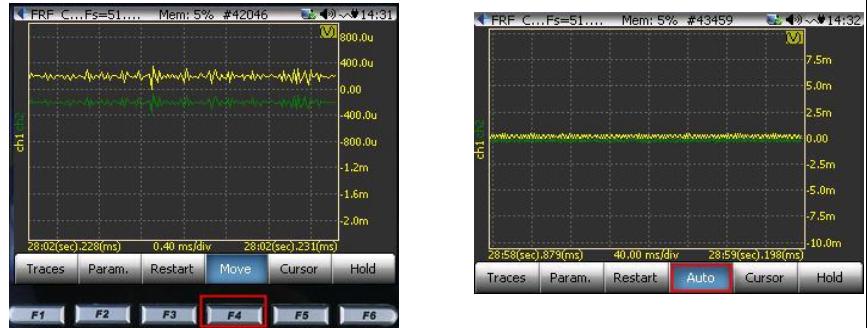 FRF C...Fs=51.... Mem: 5% #42046 14:31
(V)
800.0u
400.0u
0.00
-400.0u
-800.0u
-1.2m
-1.6m
-2.0m
ch1 ch2
28:02(sec).228(ms) 0.40 ms/div 28:02(sec).231(ms)
Traces Param. Restart Move Cursor Hold
F1 F2 F3 F4 F5 F6
FRF C...Fs=51.... Mem: 5% #43459 14:32
(V)
7.5m
5.0m
2.5m
0.00
-2.5m
-5.0m
-7.5m
-10.0m
ch1 ch2
28:58(sec).879(ms) 40.00 ms/div 28:59(sec).198(ms)
Traces Param. Restart Auto Cursor Hold